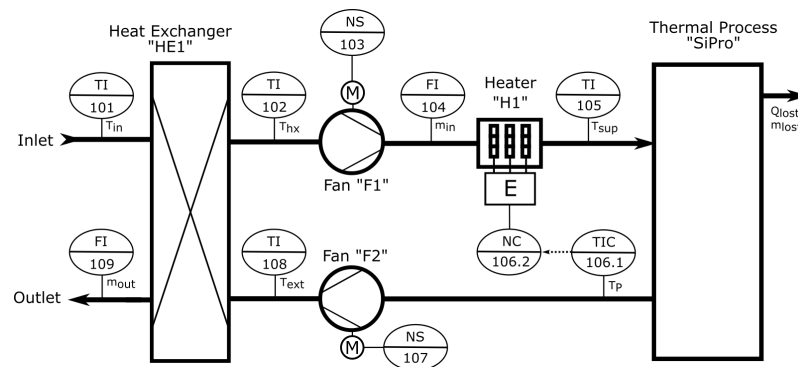 Heat Exchanger
"HE1"
NS
103
Thermal Process
"SiPro"
TI
101
Tin
TI
102
Thx
M
FI
104
min
Heater
"H1"
TI
105
Tsup
Qlost
mlost
Inlet
Fan "F1"
E
FI
109
mout
TI
108
Text
Fan "F2"
NC
106.2
TIC
106.1
TP
Outlet
M
NS
107